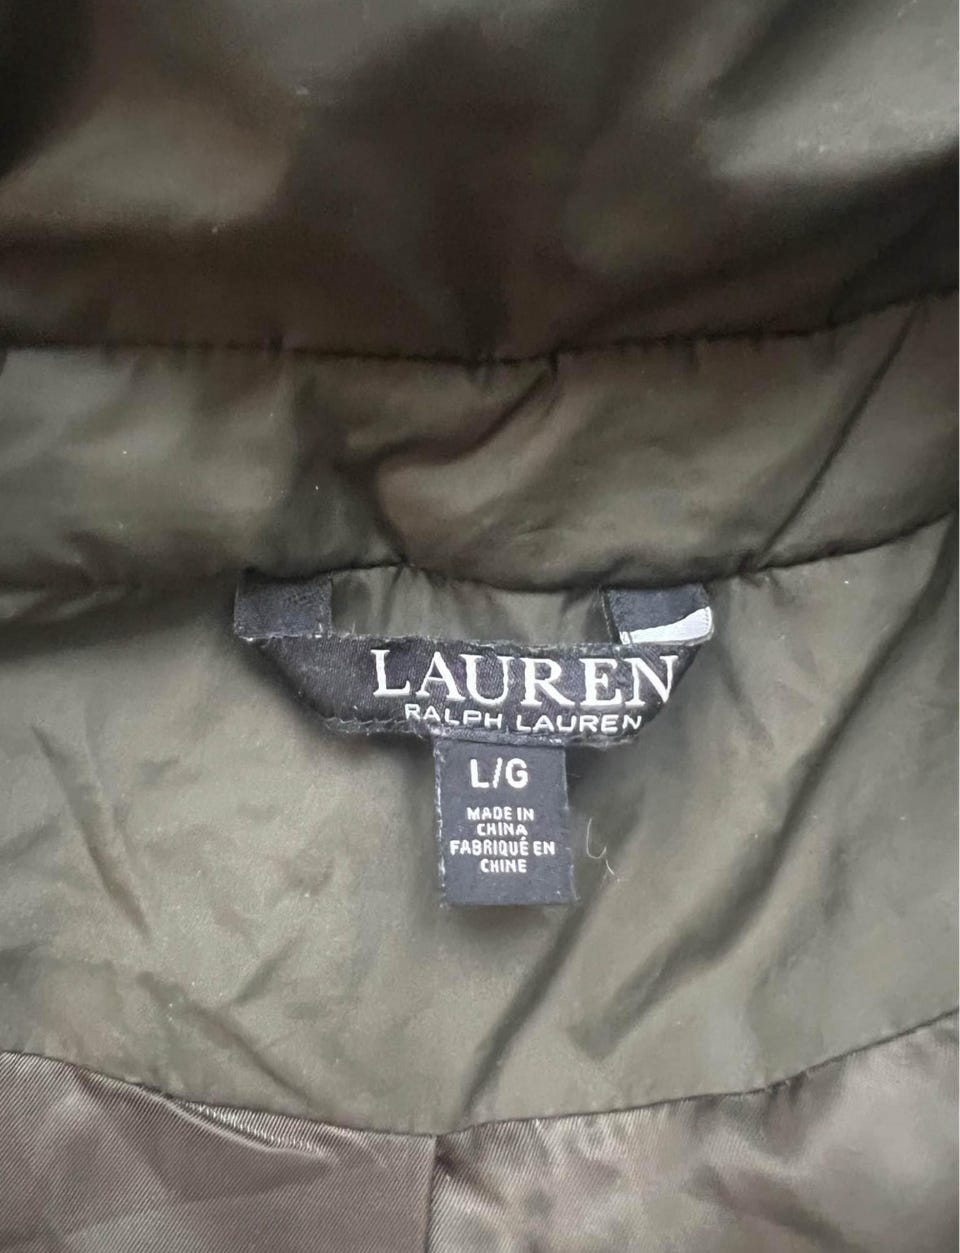 LAUREN
RALPH LAUREN
L/G
MADE IN
CHINA
FABRIQUÉ EN
CHINE